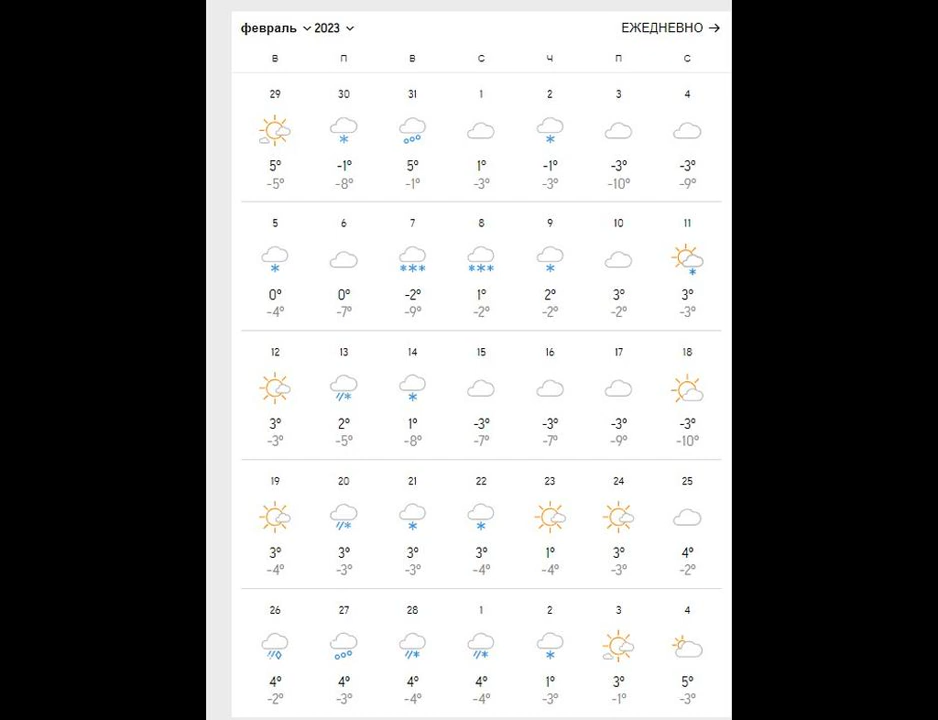 февраль 2023 ЕЖЕДНЕВНО →
В П В С Ч П С
29 30 31 1 2 3 4
5° -1° 5° 1° -1° -3° -3°
-5° -8° -1° -3° -3° -10° -9°
5 6 7 8 9 10 11
0° 0° -2° 1° 2° 3° 3°
-4° -7° -9° -2° -2° -2° -3°
12 13 14 15 16 17 18
3° 2° 1° -3° -3° -3° -3°
-3° -5° -8° -7° -7° -9° -10°
19 20 21 22 23 24 25
3° 3° 3° 3° 1° 3° 4°
-4° -3° -3° -4° -4° -3° -2°
26 27 28 1 2 3 4
4° 4° 4° 4° 1° 3° 5°
-2° -3° -4° -4° -3° -1° -3°